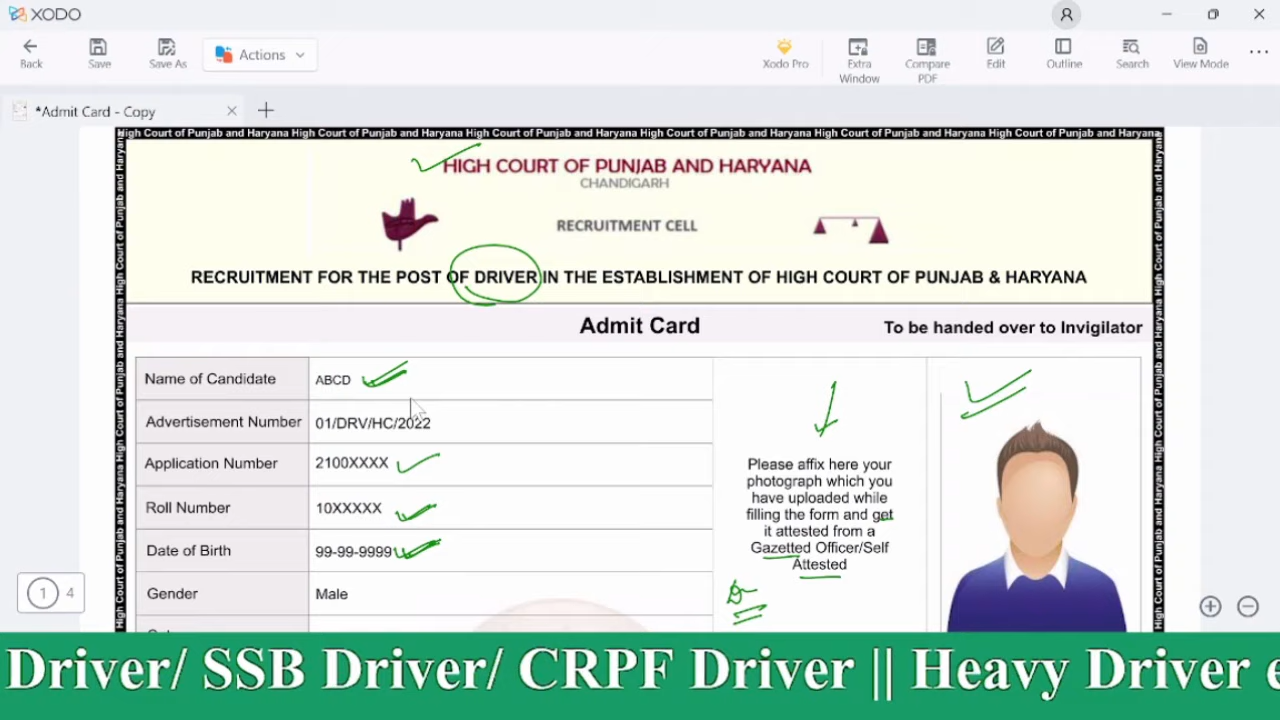 XODO
Back
Save
Save As
Actions
Xodo Pro
Extra Window
Compare PDF
Edit
Outline
Search
View Mode
*Admit Card - Copy
High Court of Punjab and Haryana High Court of Punjab and Haryana High Court of Punjab and Haryana High Court of Punjab and Haryana High Court of Punjab and Haryana High Court of Punjab and Haryana
HIGH COURT OF PUNJAB AND HARYANA
CHANDIGARH
RECRUITMENT CELL
RECRUITMENT FOR THE POST OF DRIVER IN THE ESTABLISHMENT OF HIGH COURT OF PUNJAB & HARYANA
Admit Card
To be handed over to Invigilator
Name of Candidate ABCD
Advertisement Number 01/DRV/HC/2022
Application Number 2100XXXX
Roll Number 10XXXXX
Date of Birth 99-99-9999
Gender Male
Please affix here your
photograph which you
have uploaded while
filling the form and get
it attested from a
Gazetted Officer/Self
Attested
1 4
Driver/ SSB Driver/ CRPF Driver || Heavy Driver e